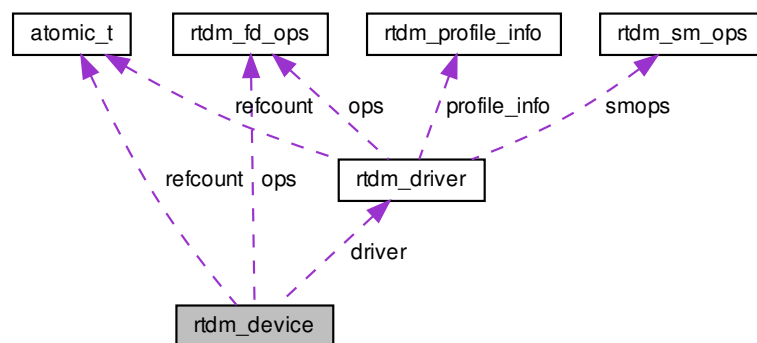 atomic_t
rtdm_fd_ops
rtdm_profile_info
rtdm_sm_ops
refcount
ops
profile_info
smops
refcount
ops
rtdm_driver
driver
rtdm_device